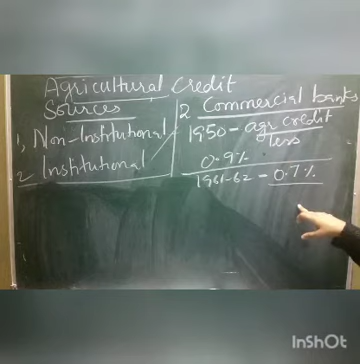 Agricultural Credit
Sources
1, Non-Institutional
2 Institutional
2 Commercial banks
1950 - agr credit
less
0.9%
1961-62 - 0.7%
InShOt